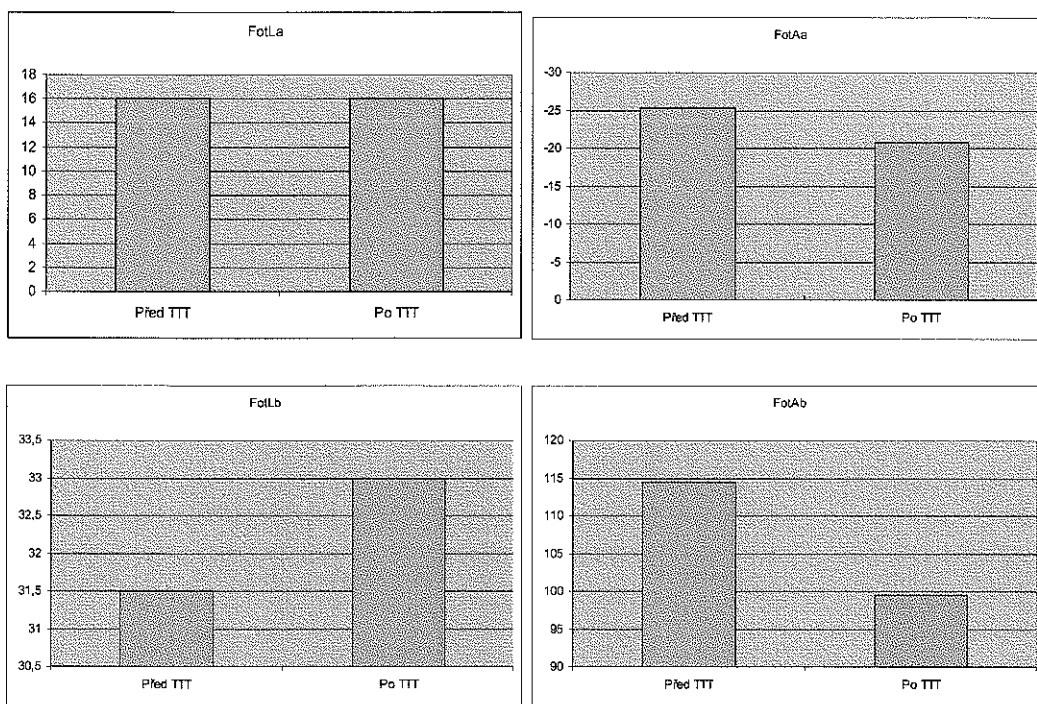 FotLa
18
16
14
12
10
8
6
4
2
0
Před TTT
Po TTT
FotAa
-30
-25
-20
-15
-10
-5
0
Před TTT
Po TTT
FotLb
33,5
33
32,5
32
31,5
31
30,5
Před TTT
Po TTT
FotAb
120
115
110
105
100
95
90
Před TTT
Po TTT